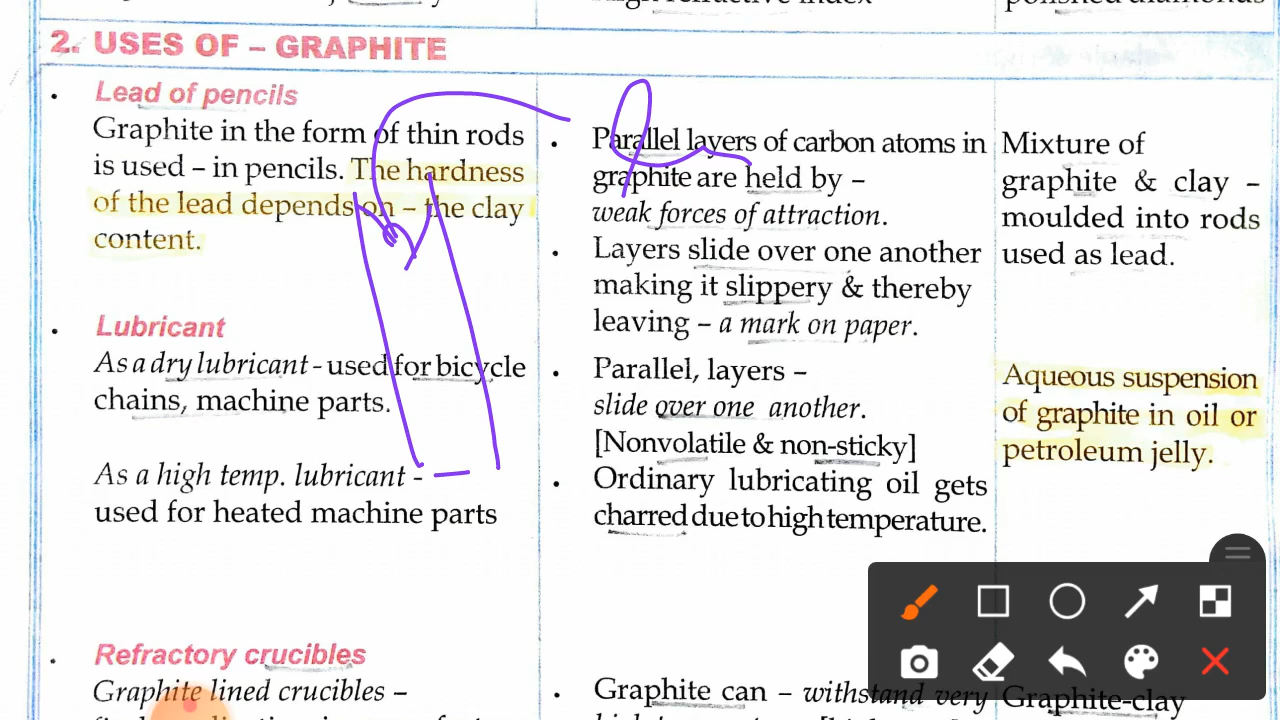 high refractive index
polished diamonds
2. USES OF – GRAPHITE
• Lead of pencils
Graphite in the form of thin rods
is used – in pencils. The hardness
of the lead depends on – the clay
content.
• Parallel layers of carbon atoms in
graphite are held by –
weak forces of attraction.
• Layers slide over one another
making it slippery & thereby
leaving – a mark on paper.
Mixture of
graphite & clay –
moulded into rods
used as lead.
• Lubricant
As a dry lubricant - used for bicycle
chains, machine parts.
• Parallel, layers –
slide over one another.
[Nonvolatile & non-sticky]
Aqueous suspension
of graphite in oil or
petroleum jelly.
As a high temp. lubricant -
used for heated machine parts
• Ordinary lubricating oil gets
charred due to high temperature.
• Refractory crucibles
Graphite lined crucibles –
• Graphite can – withstand very
Graphite-clay